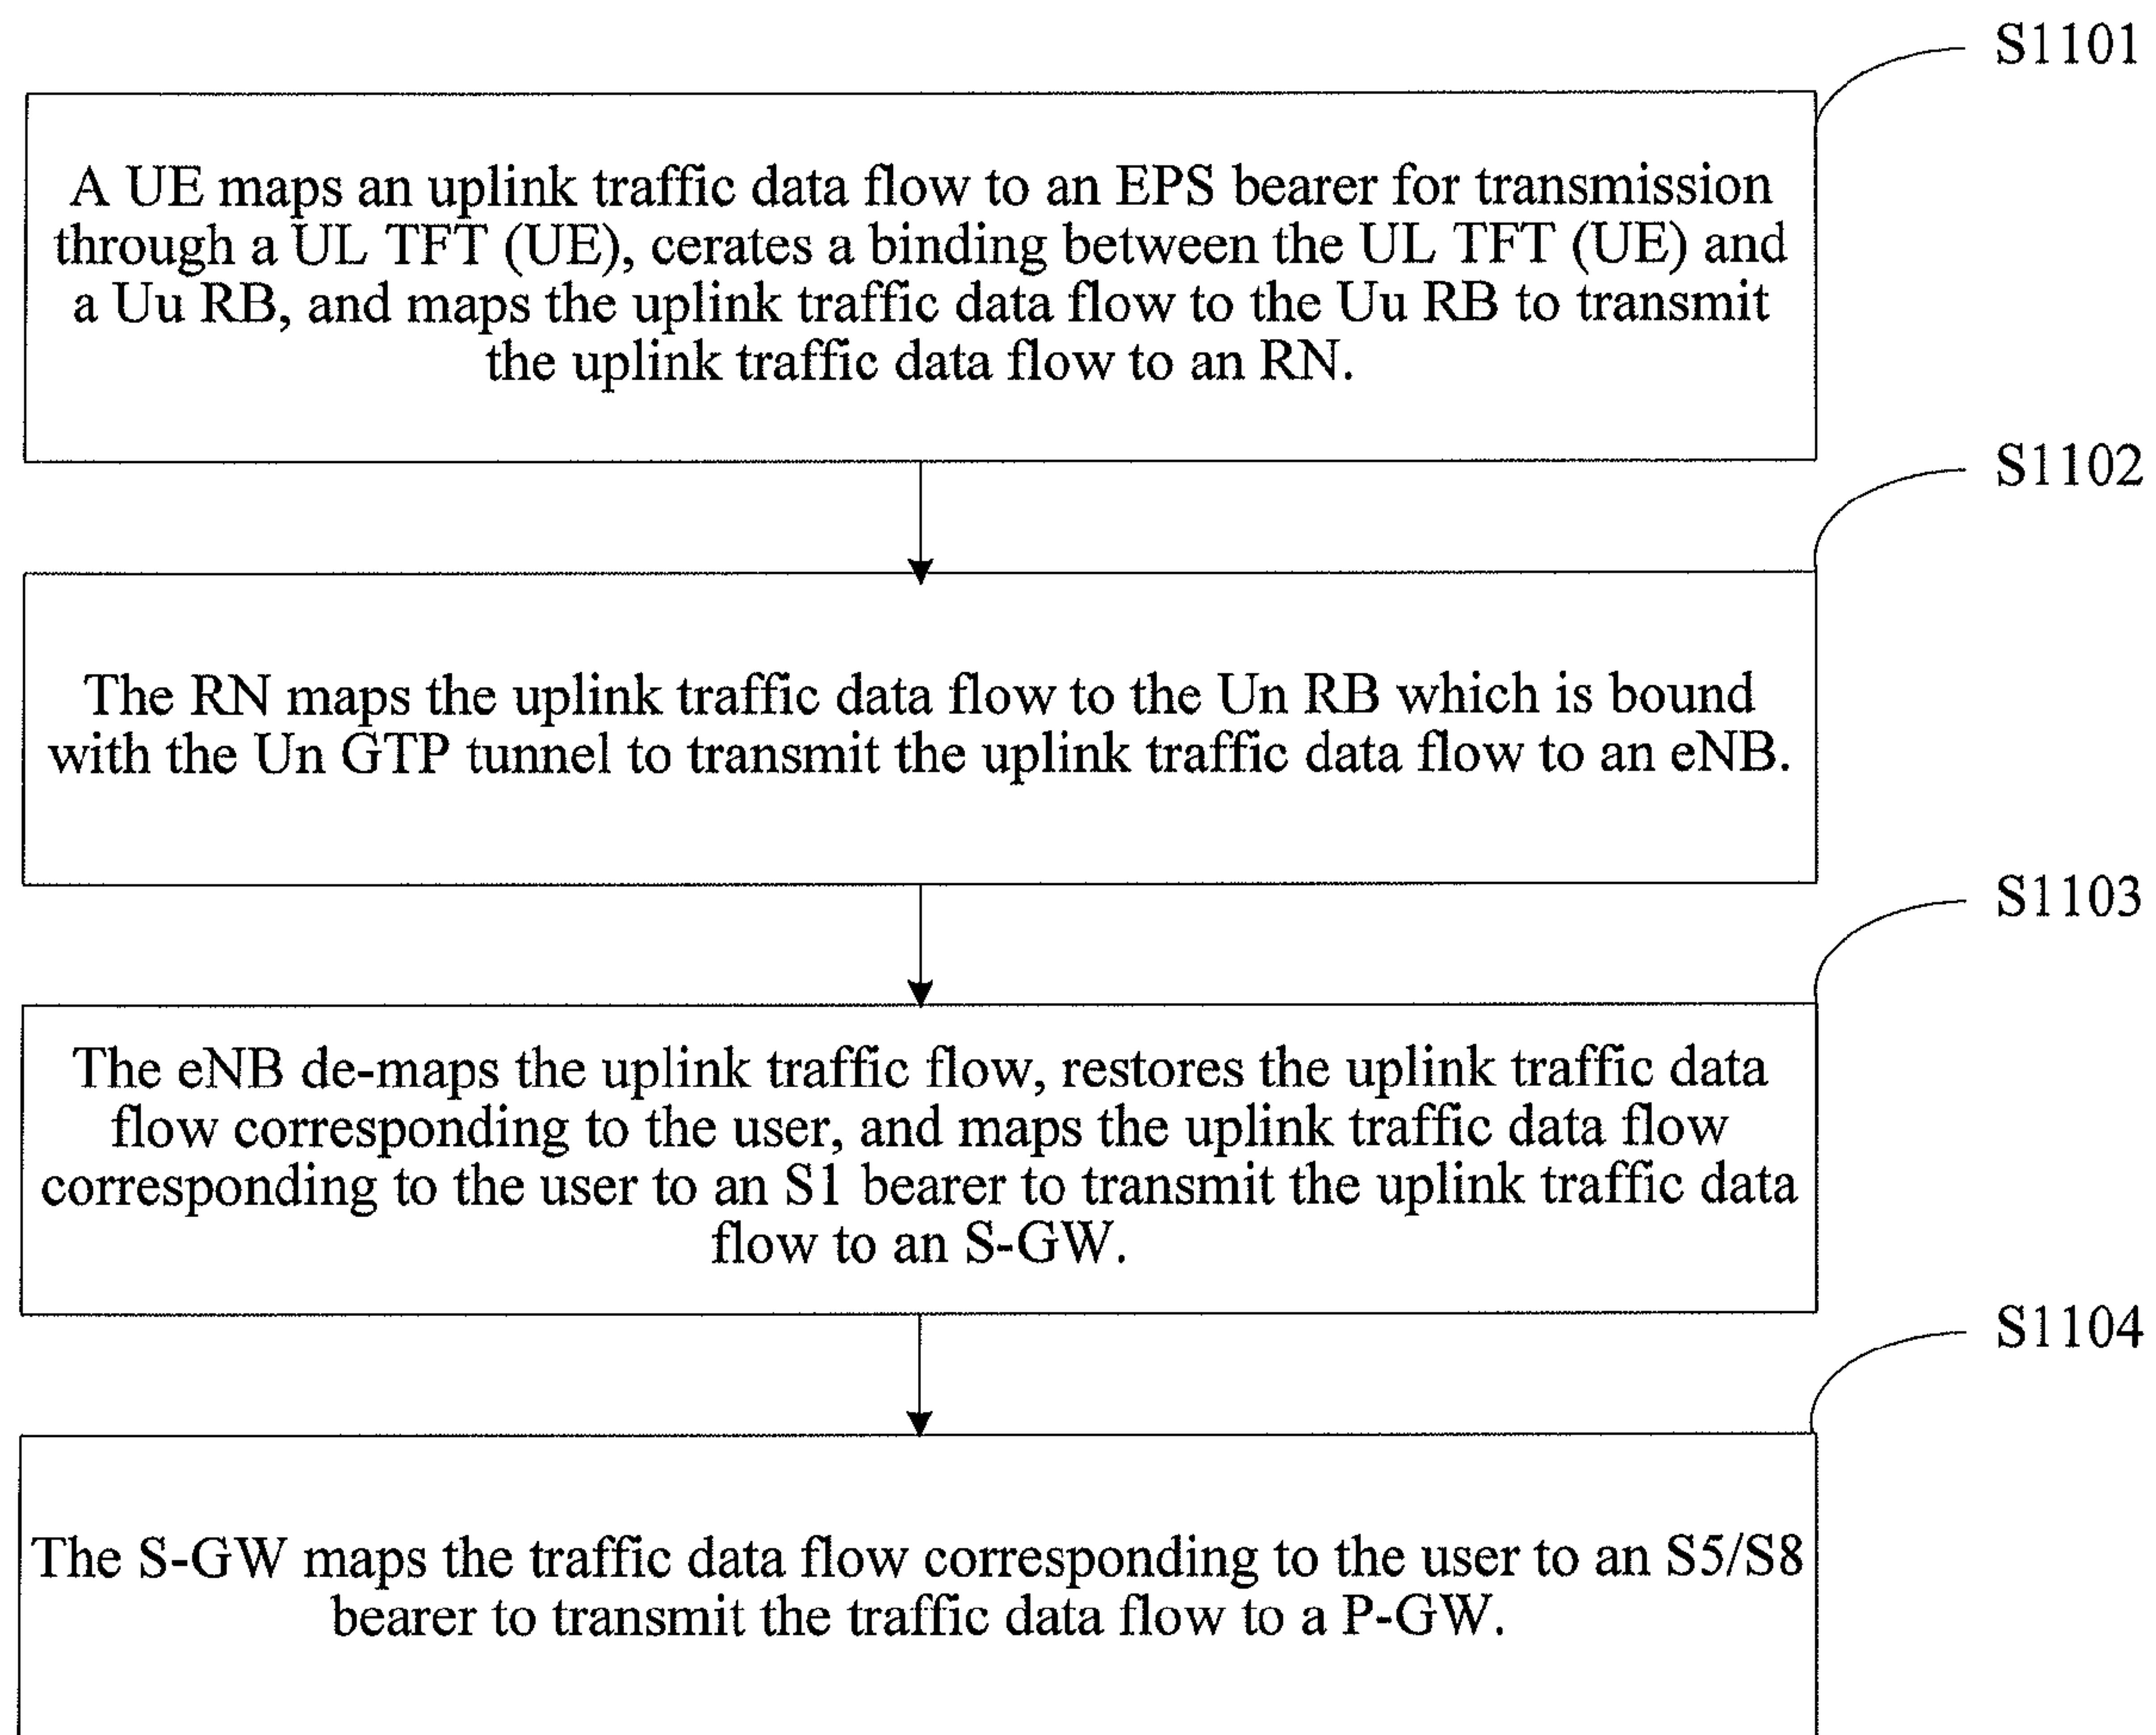 S1101
A UE maps an uplink traffic data flow to an EPS bearer for transmission
through a UL TFT (UE), cerates a binding between the UL TFT (UE) and
a Uu RB, and maps the uplink traffic data flow to the Uu RB to transmit
the uplink traffic data flow to an RN.
S1102
The RN maps the uplink traffic data flow to the Un RB which is bound
with the Un GTP tunnel to transmit the uplink traffic data flow to an eNB.
S1103
The eNB de-maps the uplink traffic flow, restores the uplink traffic data
flow corresponding to the user, and maps the uplink traffic data flow
corresponding to the user to an S1 bearer to transmit the uplink traffic data
flow to an S-GW.
S1104
The S-GW maps the traffic data flow corresponding to the user to an S5/S8
bearer to transmit the traffic data flow to a P-GW.